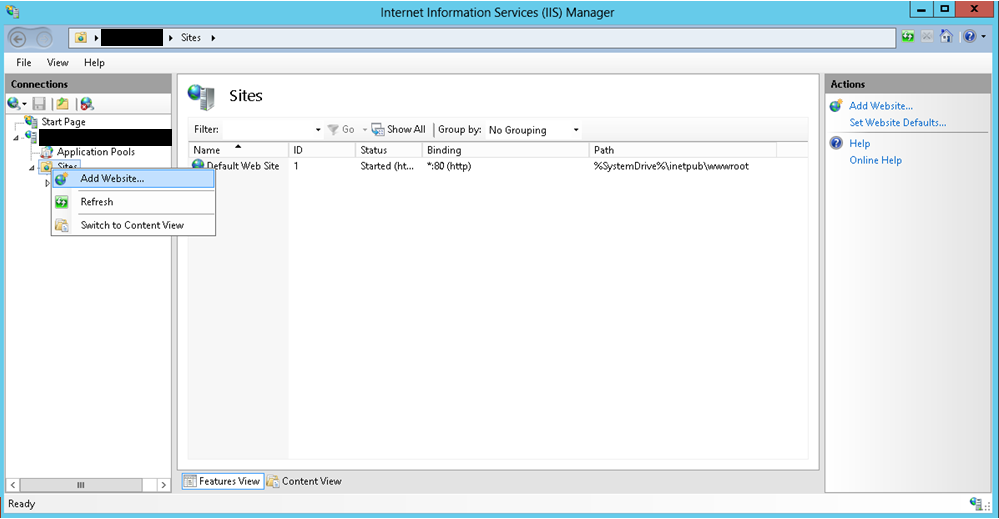 Internet Information Services (IIS) Manager
Sites
File View Help
Connections
Start Page
Application Pools
Sites
Add Website...
Refresh
Switch to Content View
Sites
Filter: Go Show All Group by: No Grouping
Name ID Status Binding Path
Default Web Site 1 Started (ht... *:80 (http) %SystemDrive%\inetpub\wwwroot
Features View Content View
Actions
Add Website...
Set Website Defaults...
Help
Online Help
Ready